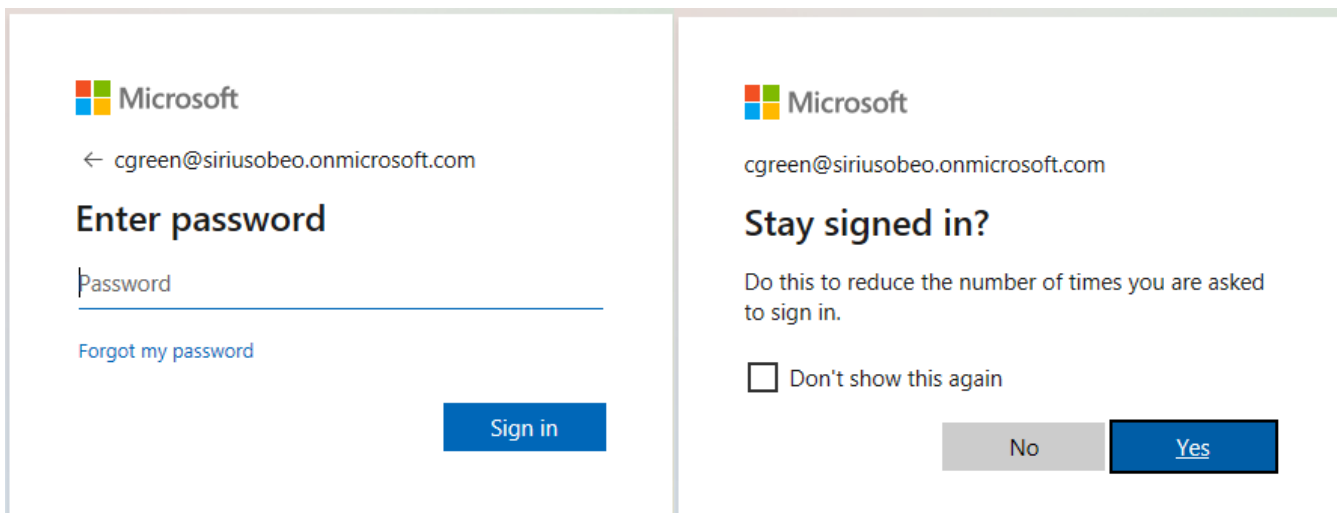 Microsoft
← cgreen@siriusobeo.onmicrosoft.com
Enter password
Password
Forgot my password
Sign in
Microsoft
cgreen@siriusobeo.onmicrosoft.com
Stay signed in?
Do this to reduce the number of times you are asked
to sign in.
Don't show this again
No Yes